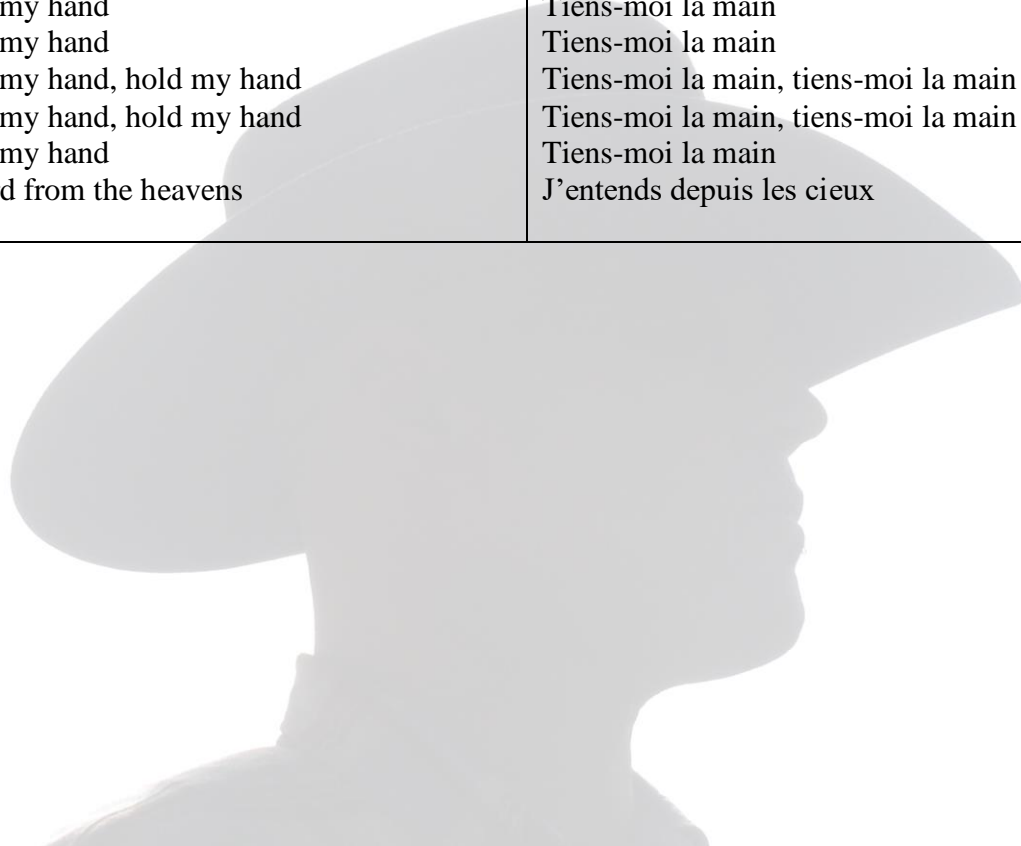 my hand
my hand
my hand, hold my hand
my hand, hold my hand
my hand
d from the heavens
Tiens-moi la main
Tiens-moi la main
Tiens-moi la main, tiens-moi la main
Tiens-moi la main, tiens-moi la main
Tiens-moi la main
J’entends depuis les cieux